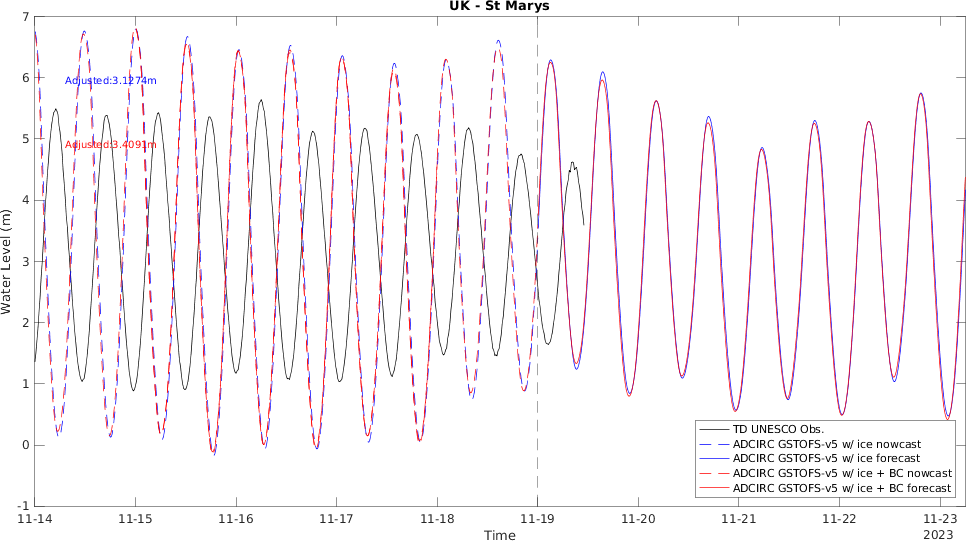 UK - St Marys
7
6
5
4
3
2
1
0
-1
Water Level (m)
Adjusted:3.1274m
Adjusted:3.4091m
TD UNESCO Obs.
ADCIRC GSTOFS-v5 w/ ice nowcast
ADCIRC GSTOFS-v5 w/ ice forecast
ADCIRC GSTOFS-v5 w/ ice + BC nowcast
ADCIRC GSTOFS-v5 w/ ice + BC forecast
11-14 11-15 11-16 11-17 11-18 11-19 11-20 11-21 11-22 11-23
2023
Time